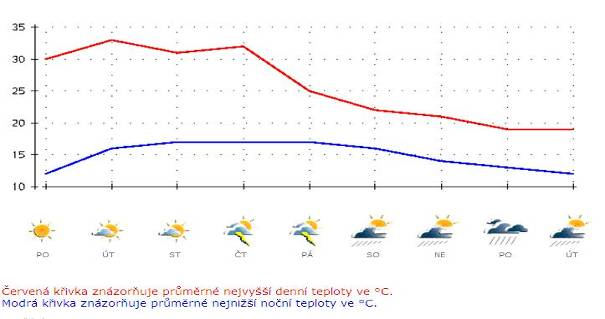 35
30
25
20
15
10
PO ÚT ST ČT PÁ SO NE PO ÚT
Červená křivka znázorňuje průměrné nejvyšší denní teploty ve °C.
Modrá křivka znázorňuje průměrné nejnižší noční teploty ve °C.